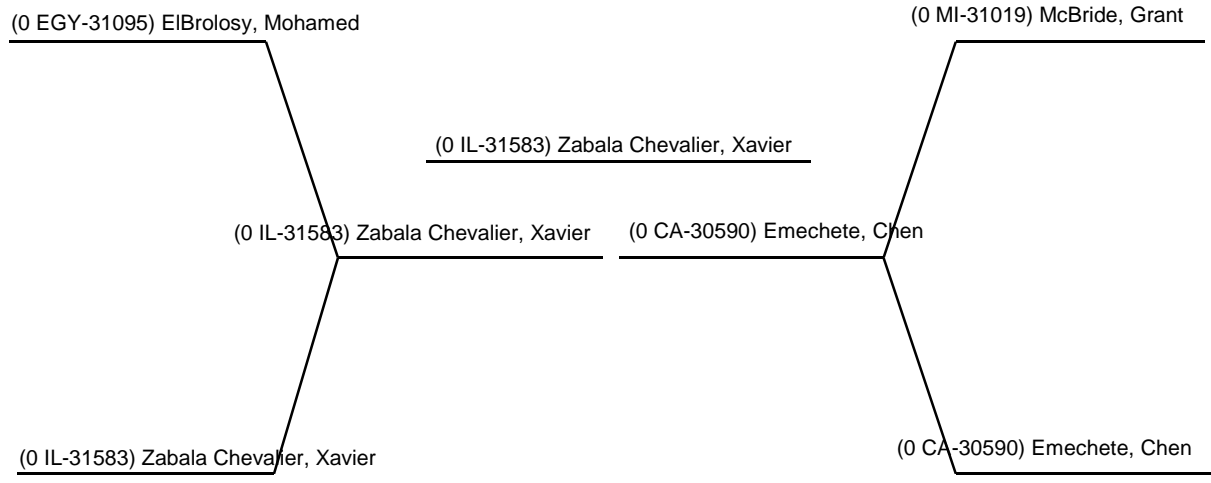 (0 EGY-31095) ElBrolosy, Mohamed
(0 MI-31019) McBride, Grant
(0 IL-31583) Zabala Chevalier, Xavier
(0 IL-31583) Zabala Chevalier, Xavier
(0 CA-30590) Emechete, Chen
(0 IL-31583) Zabala Chevalier, Xavier
(0 CA-30590) Emechete, Chen